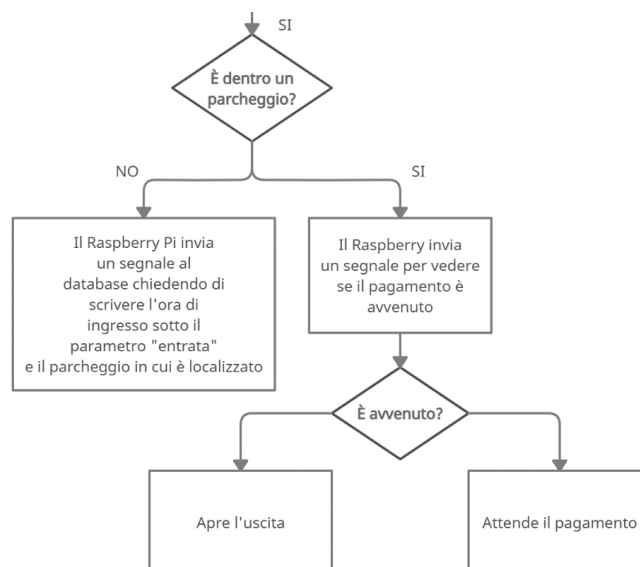 SI
È dentro un
parcheggio?
NO
SI
Il Raspberry Pi invia
un segnale al
database chiedendo di
scrivere l'ora di
ingresso sotto il
parametro "entrata"
e il parcheggio in cui è localizzato
Il Raspberry invia
un segnale per vedere
se il pagamento è
avvenuto
È avvenuto?
Apre l'uscita
Attende il pagamento